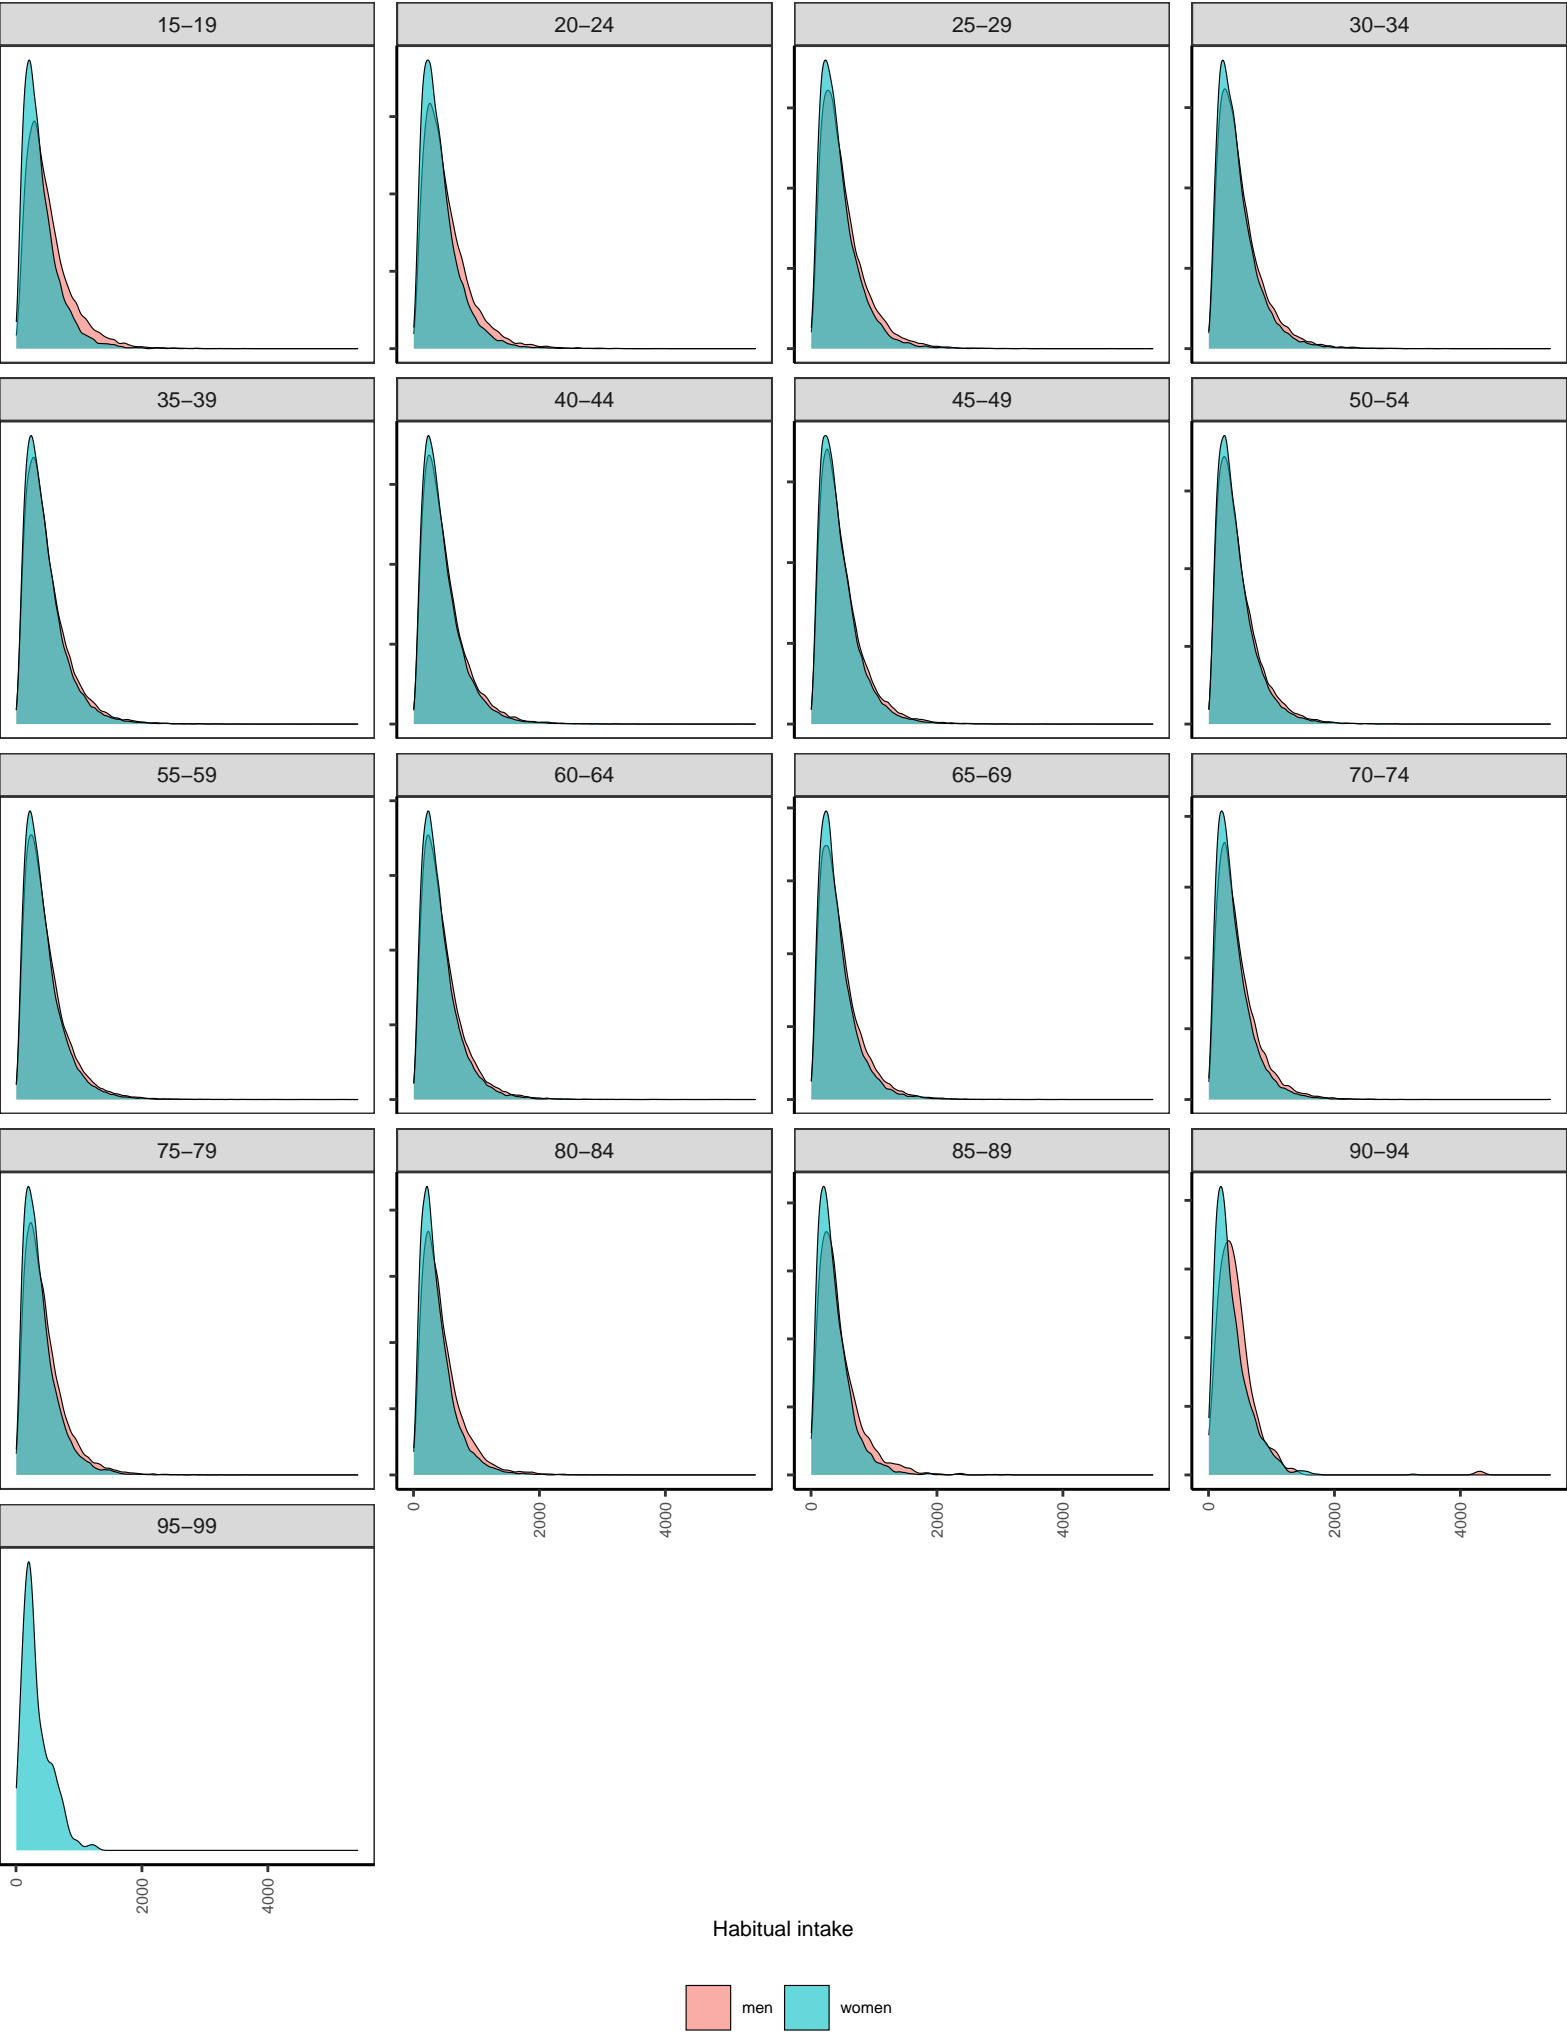 15–19 20–24 25–29 30–34
35–39 40–44 45–49 50–54
55–59 60–64 65–69 70–74
75–79 80–84 85–89 90–94
0 2000 4000 0 2000 4000 0 2000 4000
95–99
0 2000 4000
Habitual intake
men women